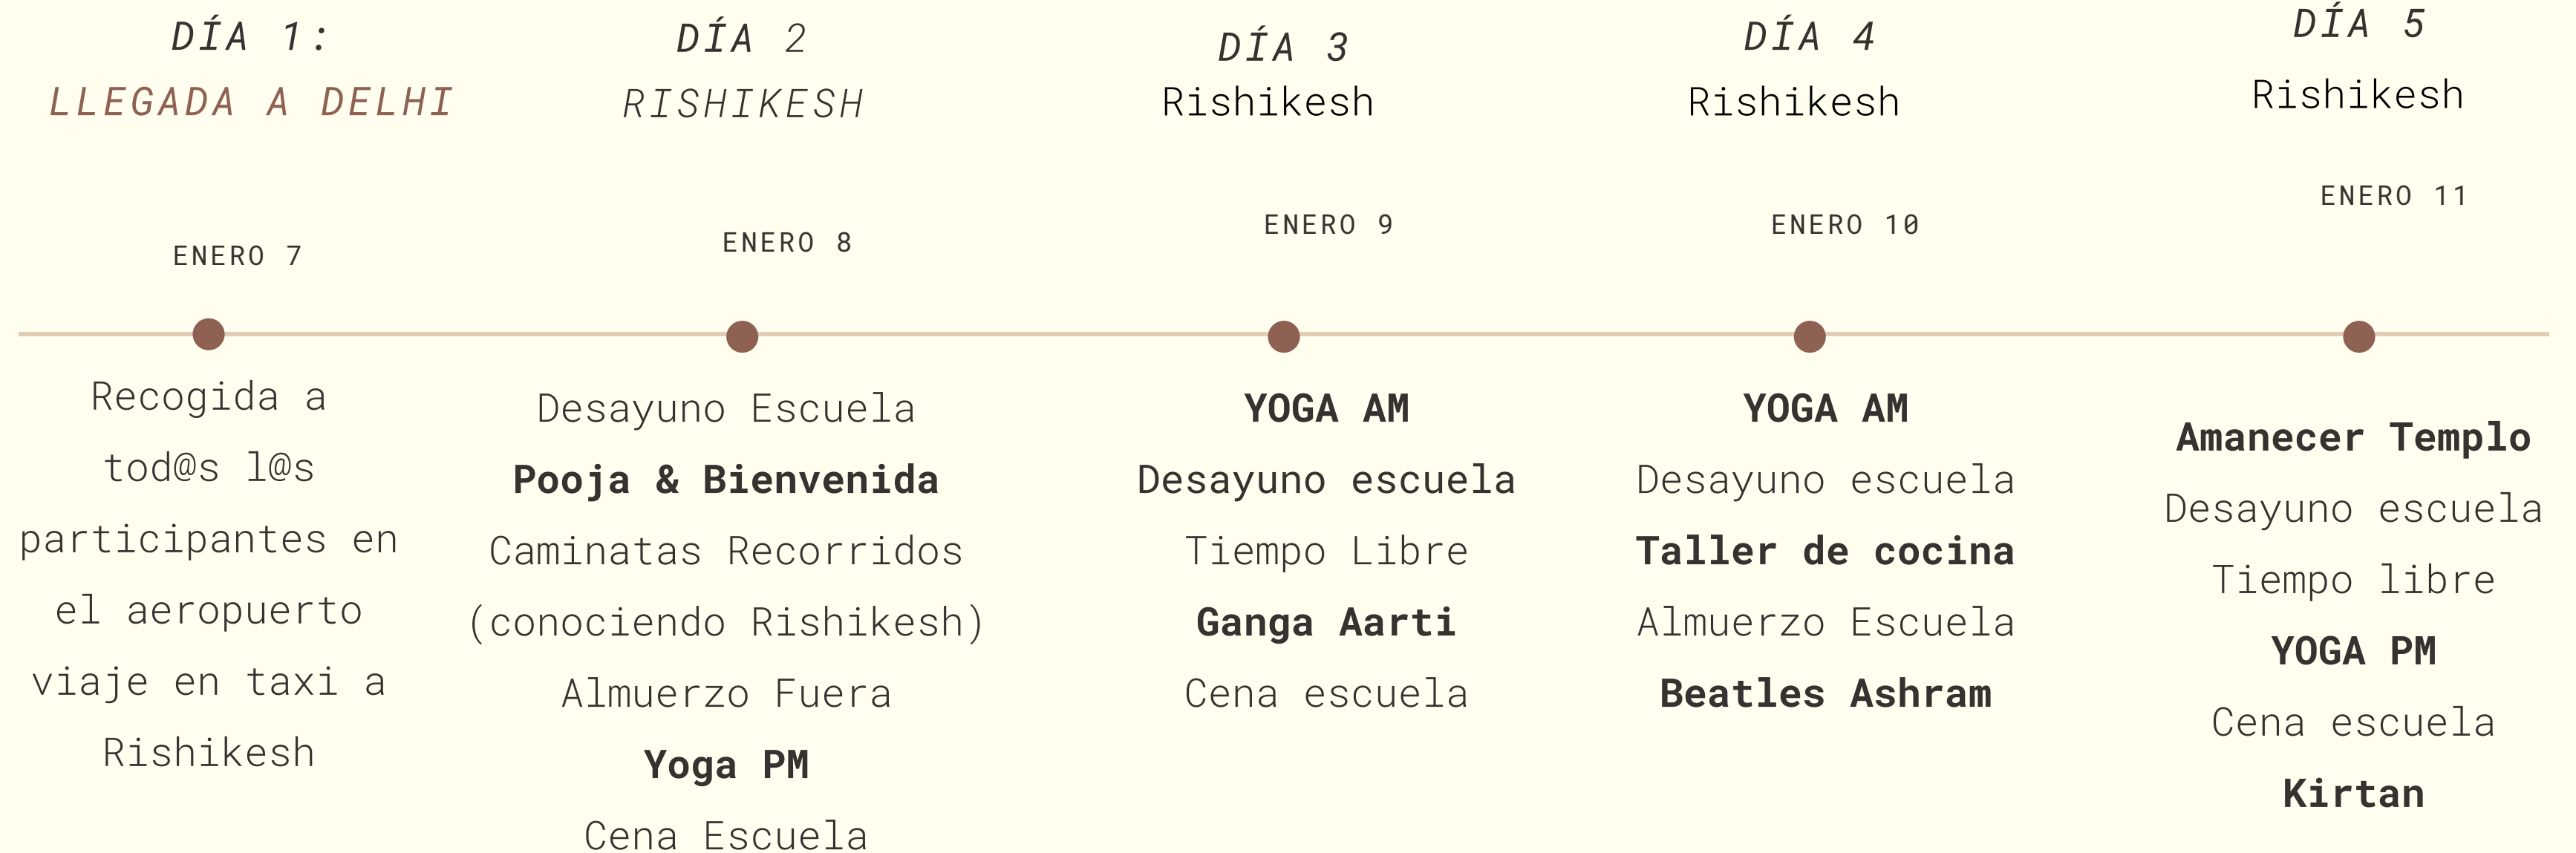 DÍA 1:
LLEGADA A DELHI
ENERO 7
Recogida a
tod@s l@s
participantes en
el aeropuerto
viaje en taxi a
Rishikesh
DÍA 2
RISHIKESH
ENERO 8
Desayuno Escuela
Pooja & Bienvenida
Caminatas Recorridos
(conociendo Rishikesh)
Almuerzo Fuera
Yoga PM
Cena Escuela
DÍA 3
Rishikesh
ENERO 9
YOGA AM
Desayuno escuela
Tiempo Libre
Ganga Aarti
Cena escuela
DÍA 4
Rishikesh
ENERO 10
YOGA AM
Desayuno escuela
Taller de cocina
Almuerzo Escuela
Beatles Ashram
DÍA 5
Rishikesh
ENERO 11
Amanecer Templo
Desayuno escuela
Tiempo libre
YOGA PM
Cena escuela
Kirtan